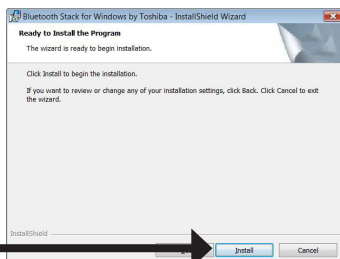 Bluetooth Stack for Windows by Toshiba - InstallShield Wizard
Ready to Install the Program
The wizard is ready to begin installation.
Click Install to begin the installation.
If you want to review or change any of your installation settings, click Back. Click Cancel to exit
the wizard.
InstallShield
Install Cancel